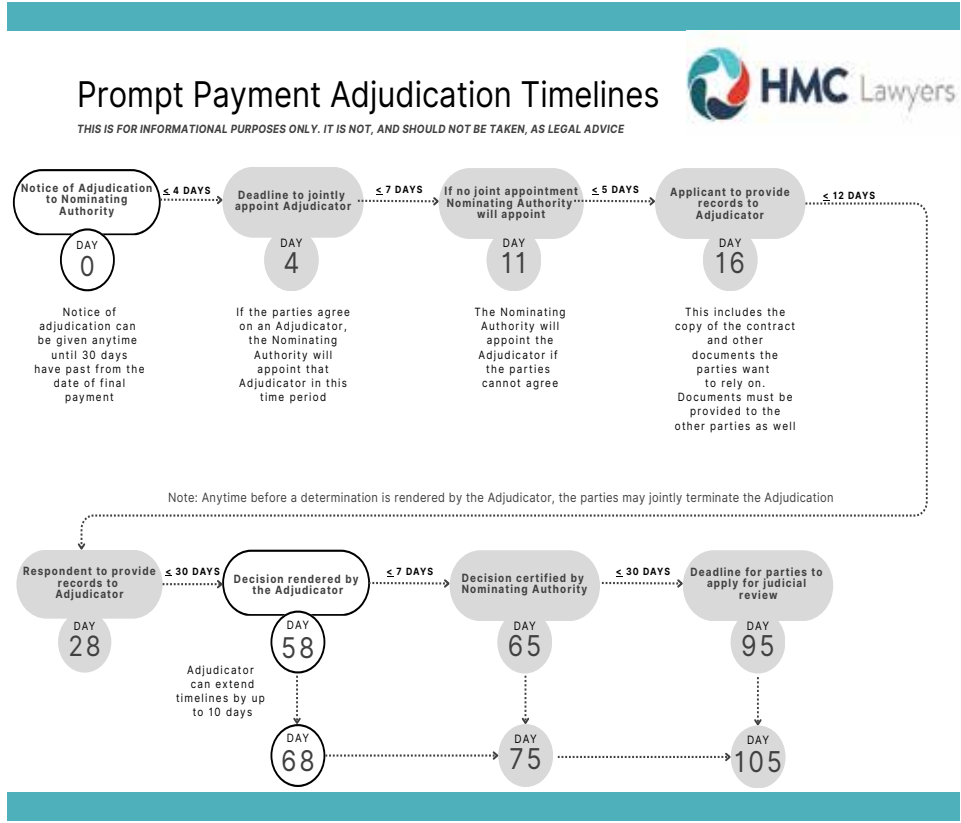 HMC Lawyers
Prompt Payment Adjudication Timelines
THIS IS FOR INFORMATIONAL PURPOSES ONLY. IT IS NOT, AND SHOULD NOT BE TAKEN, AS LEGAL ADVICE
Notice of Adjudication
to Nominating
Authority
≤ 4 DAYS
Deadline to jointly
appoint Adjudicator
≤ 7 DAYS
If no joint appointment
Nominating Authority
will appoint
≤ 5 DAYS
Applicant to provide
records to
Adjudicator
≤ 12 DAYS
DAY
0
DAY
4
DAY
11
DAY
16
Notice of
adjudication can
be given anytime
until 30 days
have past from the
date of final
payment
If the parties agree
on an Adjudicator,
the Nominating
Authority will
appoint that
Adjudicator in this
time period
The Nominating
Authority will
appoint the
Adjudicator if
the parties
cannot agree
This includes the
copy of the contract
and other
documents the
parties want
to rely on.
Documents must be
provided to the
other parties as well
Note: Anytime before a determination is rendered by the Adjudicator, the parties may jointly terminate the Adjudication
Respondent to provide
records to
Adjudicator
≤ 30 DAYS
Decision rendered by
the Adjudicator
≤ 7 DAYS
Decision certified by
Nominating Authority
≤ 30 DAYS
Deadline for parties to
apply for judicial
review
DAY
28
DAY
58
DAY
65
DAY
95
Adjudicator
can extend
timelines by up
to 10 days
DAY
68
DAY
75
DAY
105